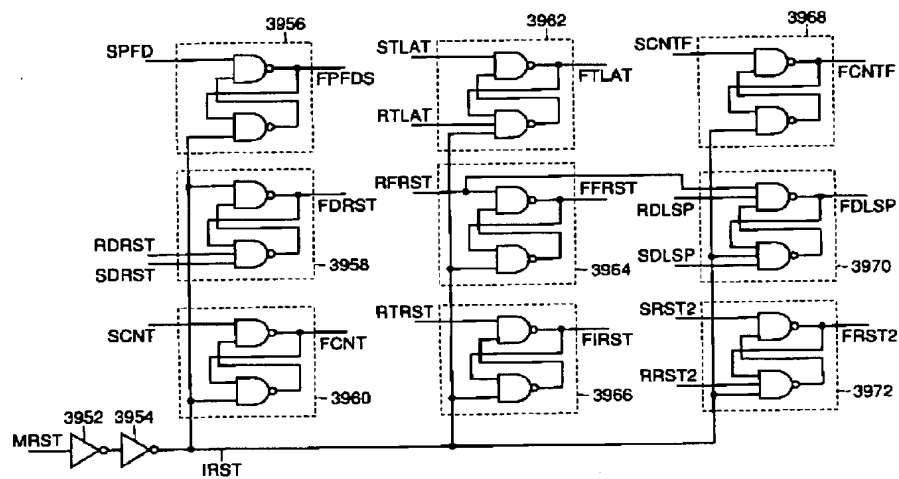 3956
SPFD
FPFDS
3962
STLAT
FTLAT
RTLAT
3968
SCNTF
FCNTF
FDRST
RDRST
SDRST
3958
RFRST
FFRST
3964
RDLSP
FDLSP
SDLSP
3970
SCNT
FCNT
3960
RTRST
FIRST
3966
SRST2
FRST2
RRST2
3972
3952
3954
MRST
IRST